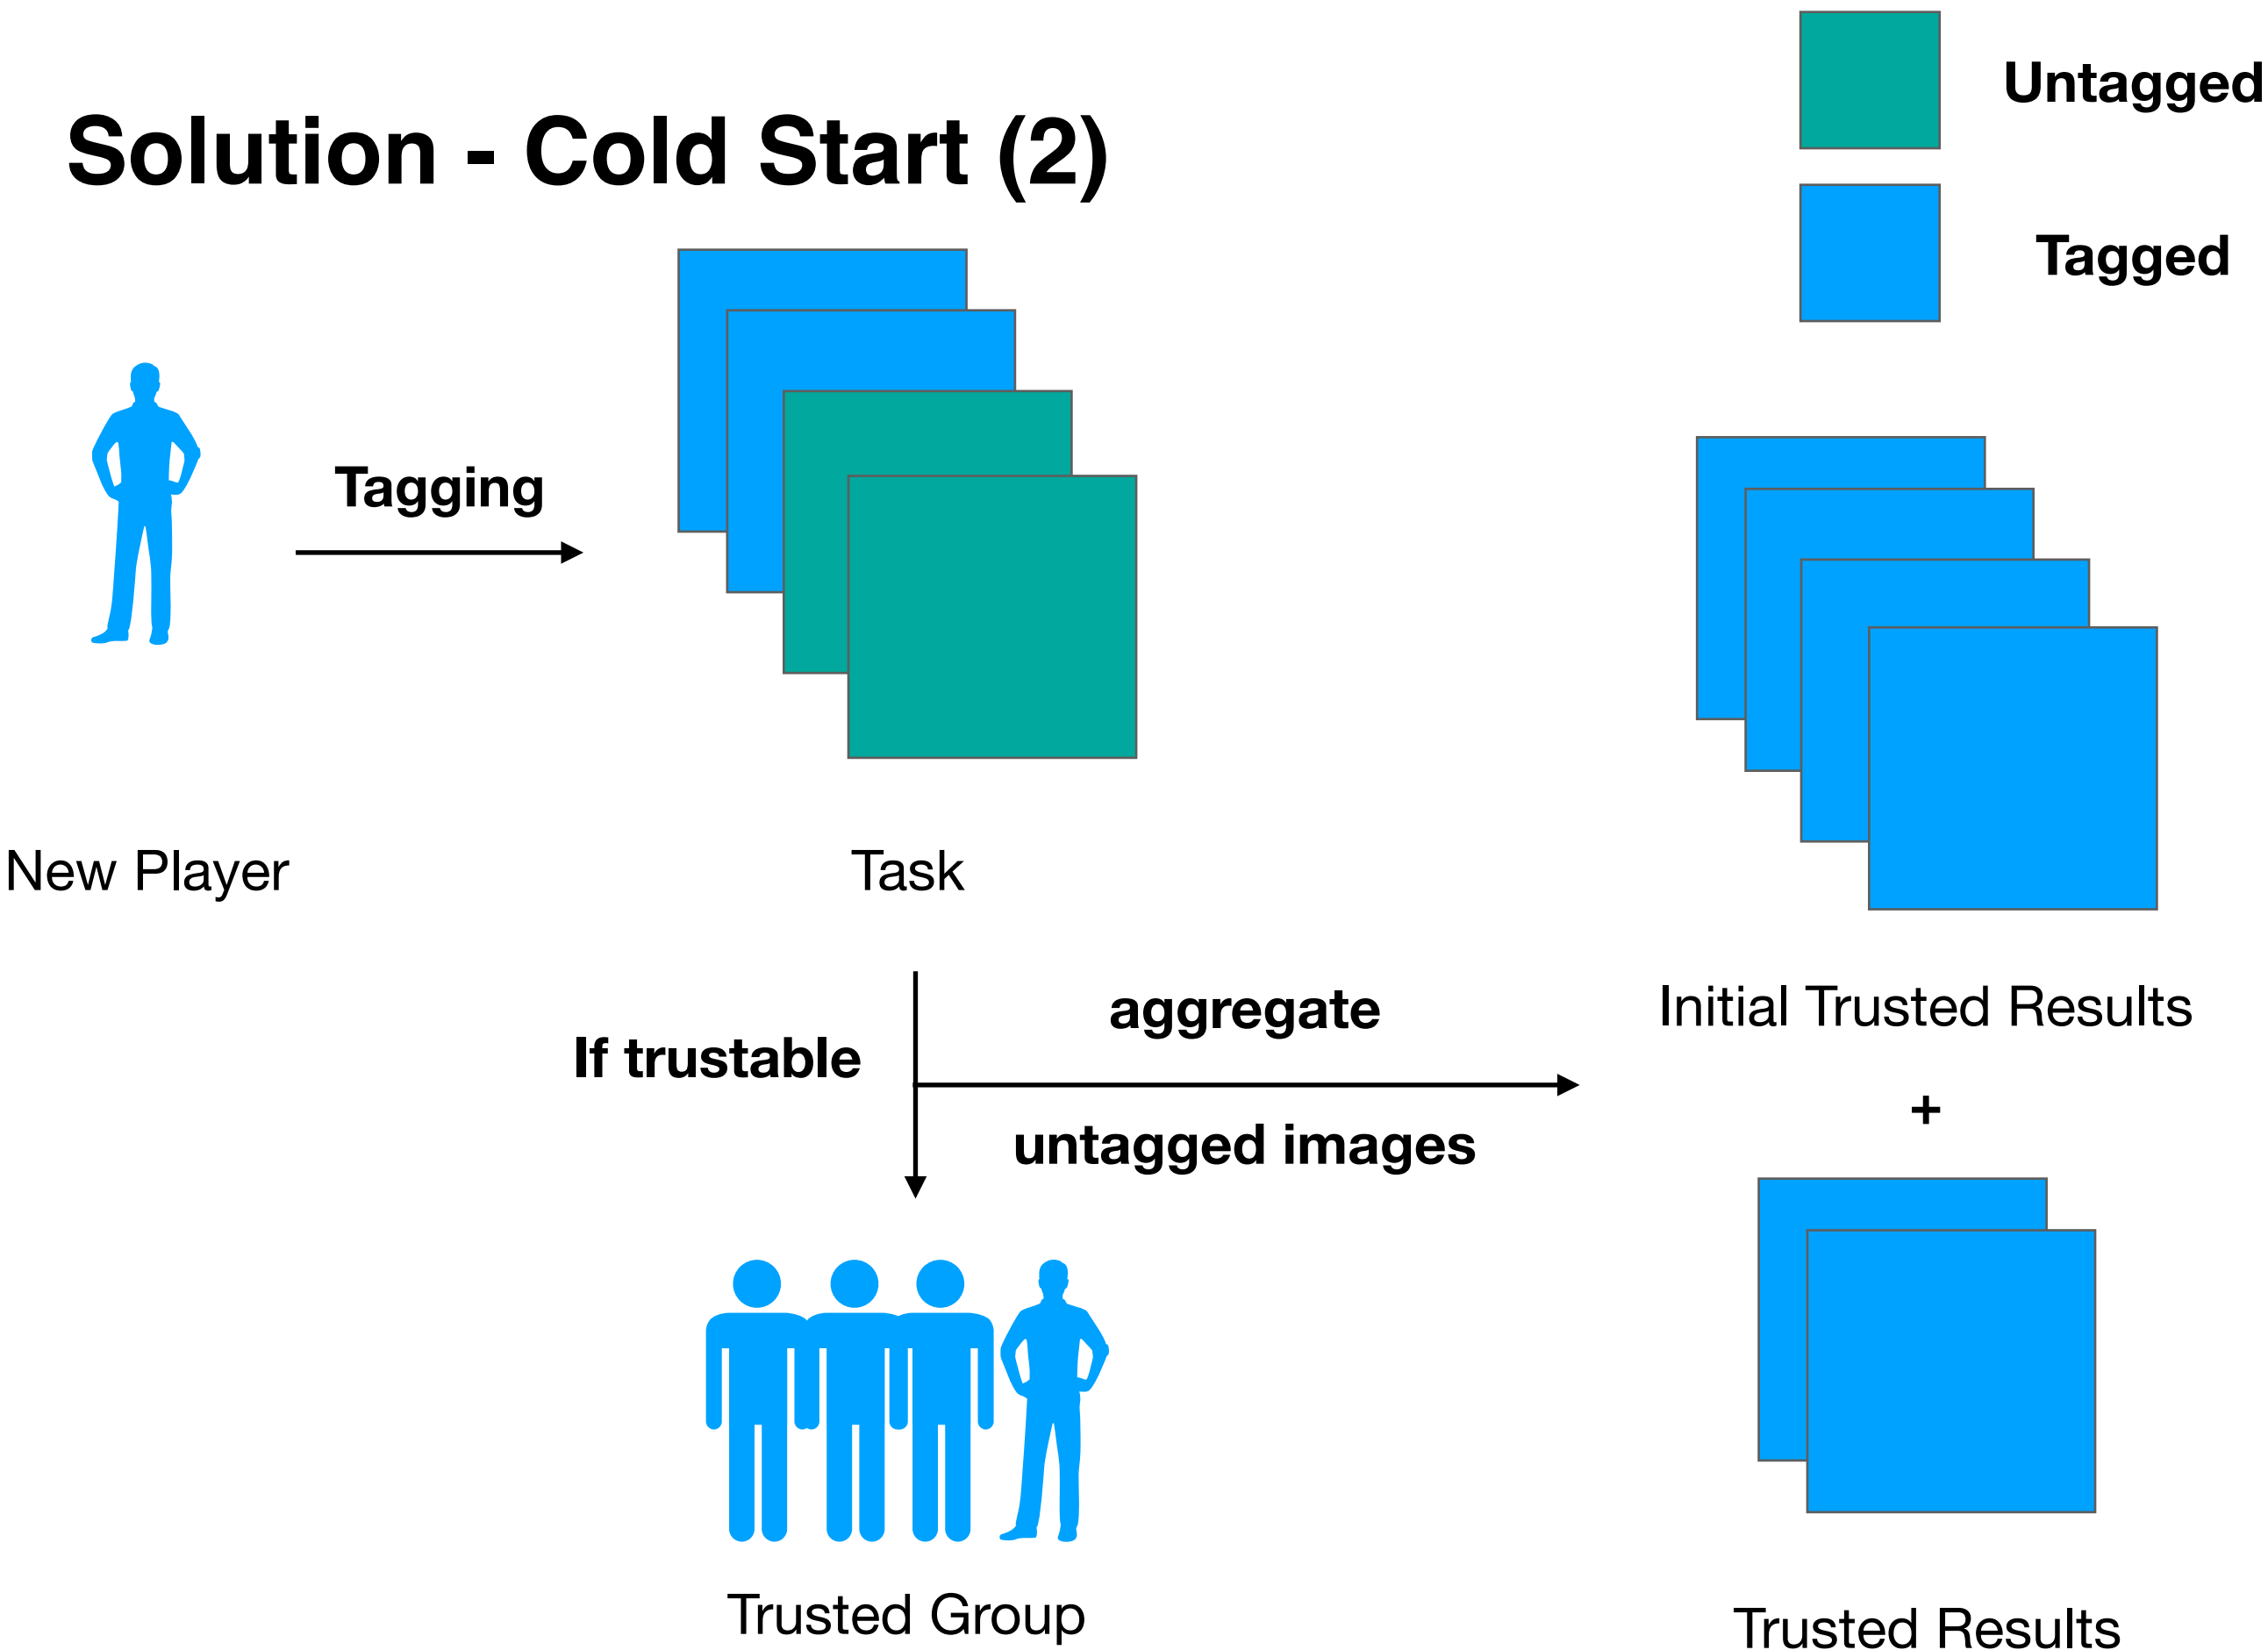 Solution - Cold Start (2)
Untagged
Tagged
Tagging
New Player
Task
Initial Trusted Results
+
If trustable
aggregate
untagged images
Trusted Group
Trusted Results